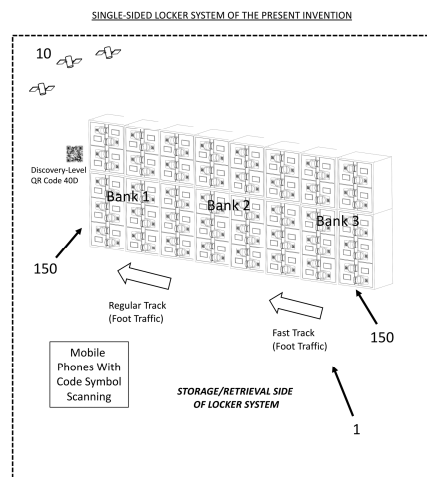 SINGLE-SIDED LOCKER SYSTEM OF THE PRESENT INVENTION
10
Discovery-Level
QR Code 40D
Bank 1
Bank 2
Bank 3
150
Regular Track
(Foot Traffic)
Fast Track
(Foot Traffic)
150
Mobile
Phones With
Code Symbol
Scanning
STORAGE/RETRIEVAL SIDE
OF LOCKER SYSTEM
1